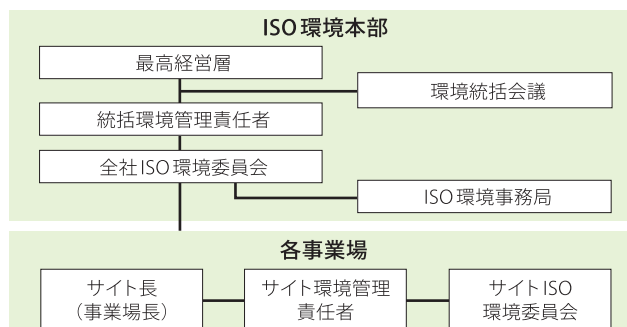 ISO環境本部
最高経営層
環境統括会議
統括環境管理責任者
全社ISO環境委員会
ISO環境事務局
各事業場
サイト長
（事業場長）
サイト環境管理
責任者
サイトISO
環境委員会